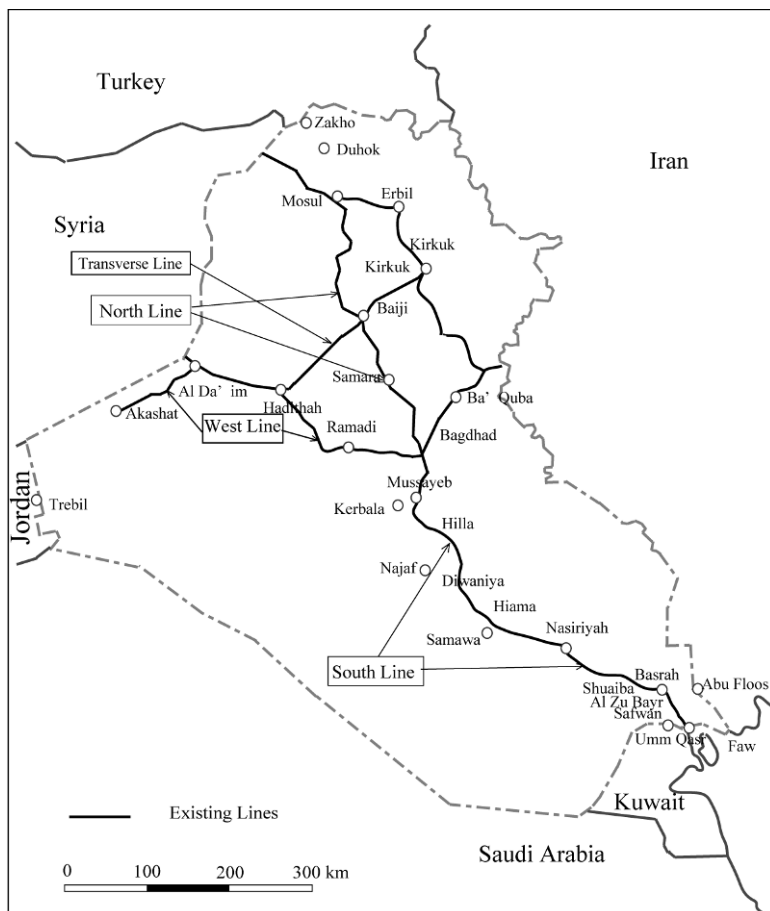 Turkey
Zakho
Duhok
Iran
Mosul
Erbil
Syria
Kirkuk
Transverse Line
Kirkuk
North Line
Baiji
Samara
Al Da' im
Hadithah
Ba' Quba
Akashat
West Line
Ramadi
Bagdhad
Jordan
Trebil
Mussayeb
Kerbala
Hilla
Najaf
Diwaniya
Hiama
Samawa
Nasiriyah
South Line
Basrah
Shuaiba
Abu Floos
Al Zu Bayr
Safwan
Umm Qasr
Faw
Kuwait
Existing Lines
Saudi Arabia
0 100 200 300 km